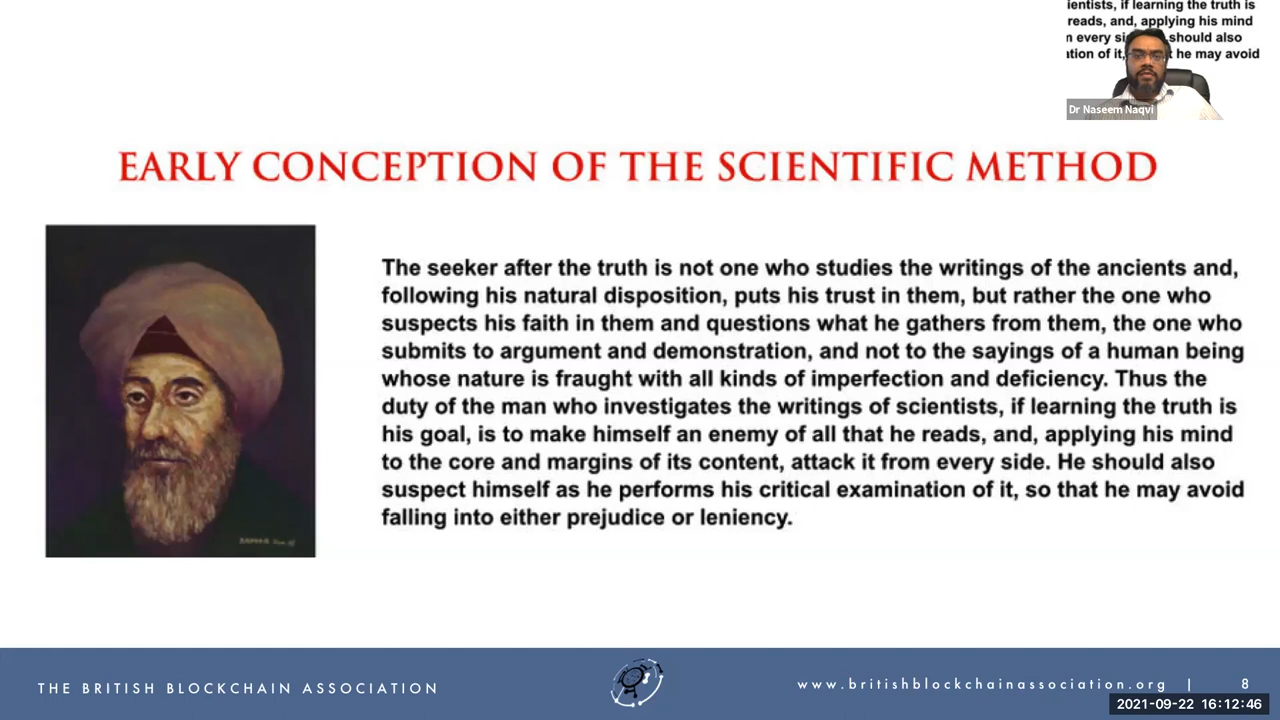 ientists, if learning the truth is
reads, and, applying his mind
n every si should also
ation of it, t he may avoid
Dr Naseem Naqvi
EARLY CONCEPTION OF THE SCIENTIFIC METHOD
The seeker after the truth is not one who studies the writings of the ancients and,
following his natural disposition, puts his trust in them, but rather the one who
suspects his faith in them and questions what he gathers from them, the one who
submits to argument and demonstration, and not to the sayings of a human being
whose nature is fraught with all kinds of imperfection and deficiency. Thus the
duty of the man who investigates the writings of scientists, if learning the truth is
his goal, is to make himself an enemy of all that he reads, and, applying his mind
to the core and margins of its content, attack it from every side. He should also
suspect himself as he performs his critical examination of it, so that he may avoid
falling into either prejudice or leniency.
THE BRITISH BLOCKCHAIN ASSOCIATION
www.britishblockchainassociation.org | 8
2021-09-22 16:12:46